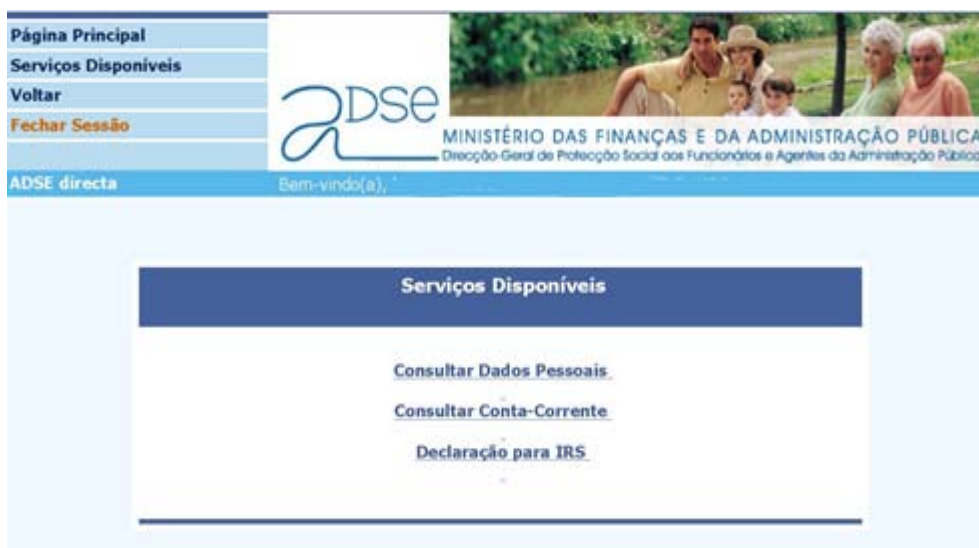 Página Principal
Serviços Disponíveis
Voltar
Fechar Sessão
adse
MINISTÉRIO DAS FINANÇAS E DA ADMINISTRAÇÃO PÚBLICA
Direcção-Geral de Protecção Social aos Funcionários e Agentes da Administração Pública
ADSE directa
Bem-vindo(a),
Serviços Disponíveis
Consultar Dados Pessoais
Consultar Conta-Corrente
Declaração para IRS